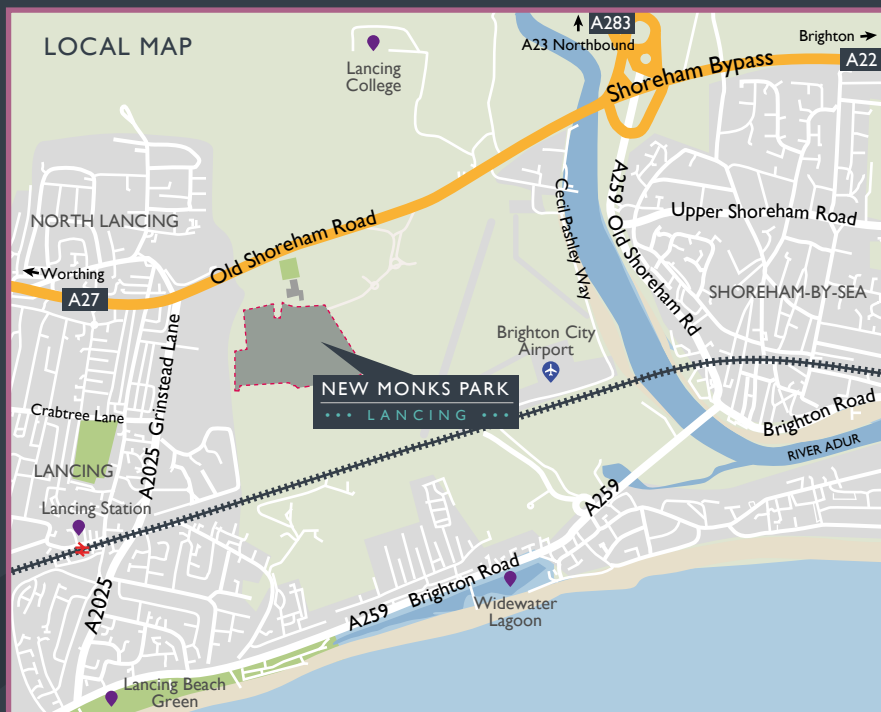 LOCAL MAP
A283
A23 Northbound
Brighton
A22
Shoreham Bypass
Lancing
College
A259 Old Shoreham Rd
Cecil Pashley Way
Upper Shoreham Road
NORTH LANCING
Old Shoreham Road
Worthing
A27
SHOREHAM-BY-SEA
Brighton City
Airport
A2025 Grinstead Lane
NEW MONKS PARK
LANCING
Crabtree Lane
Brighton Road
RIVER ADUR
LANCING
Lancing Station
A259
A2025
A259 Brighton Road
Widewater
Lagoon
Lancing Beach
Green